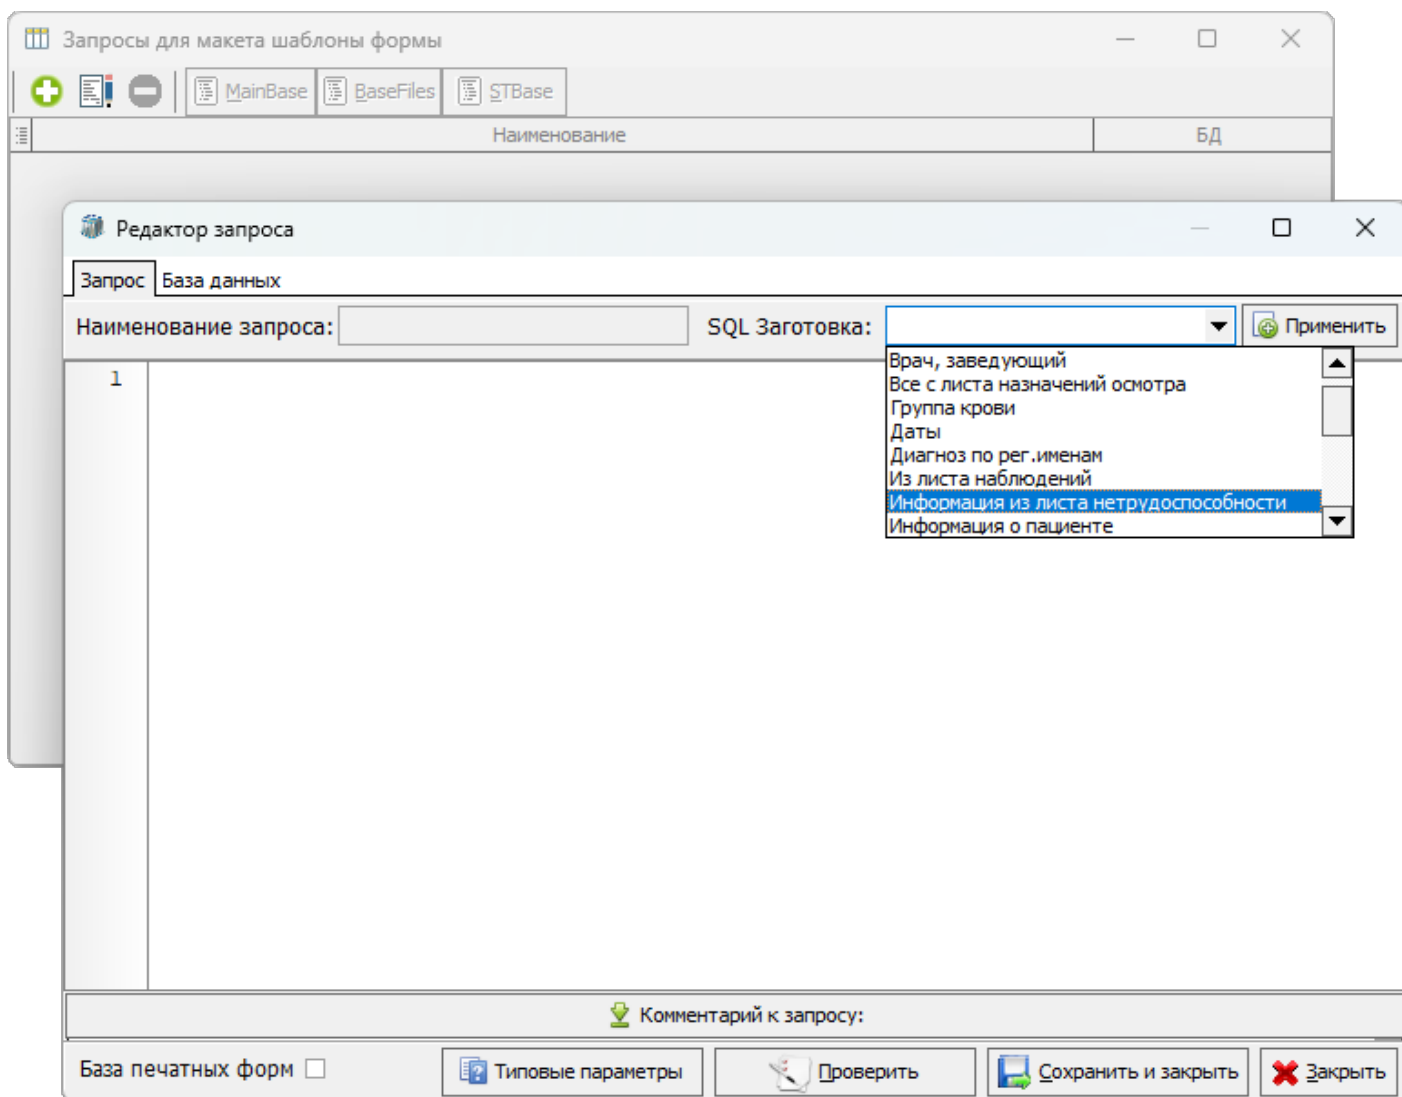 Запросы для макета шаблоны формы
MainBase BaseFiles STBase
Наименование БД
Редактор запроса
Запрос База данных
Наименование запроса: SQL Заготовка: Применить
Врач, заведующий
1
Все с листа назначений осмотра
Группа крови
Даты
Диагноз по рег.именам
Из листа наблюдений
Информация из листа нетрудоспособности
Информация о пациенте
Комментарий к запросу:
База печатных форм Типовые параметры Проверить Сохранить и закрыть Закрыть